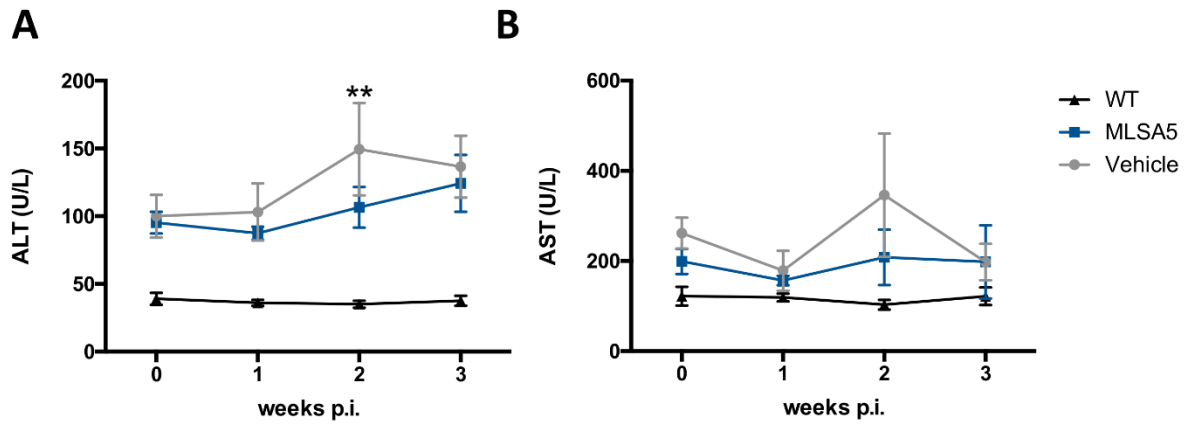 A
B
ALT (U/L)
200
150
100
50
0
**
0 1 2 3
weeks p.i.
AST (U/L)
600
400
200
0
0 1 2 3
weeks p.i.
WT
MLSA5
Vehicle